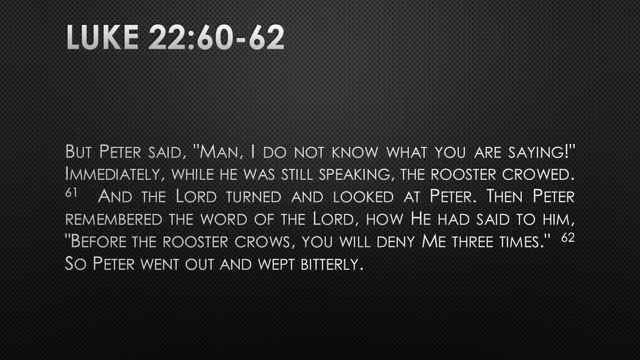 LUKE 22:60-62
BUT PETER SAID, "MAN, I DO NOT KNOW WHAT YOU ARE SAYING!"
IMMEDIATELY, WHILE HE WAS STILL SPEAKING, THE ROOSTER CROWED.
61 AND THE LORD TURNED AND LOOKED AT PETER. THEN PETER
REMEMBERED THE WORD OF THE LORD, HOW HE HAD SAID TO HIM,
"BEFORE THE ROOSTER CROWS, YOU WILL DENY ME THREE TIMES." 62
SO PETER WENT OUT AND WEPT BITTERLY.